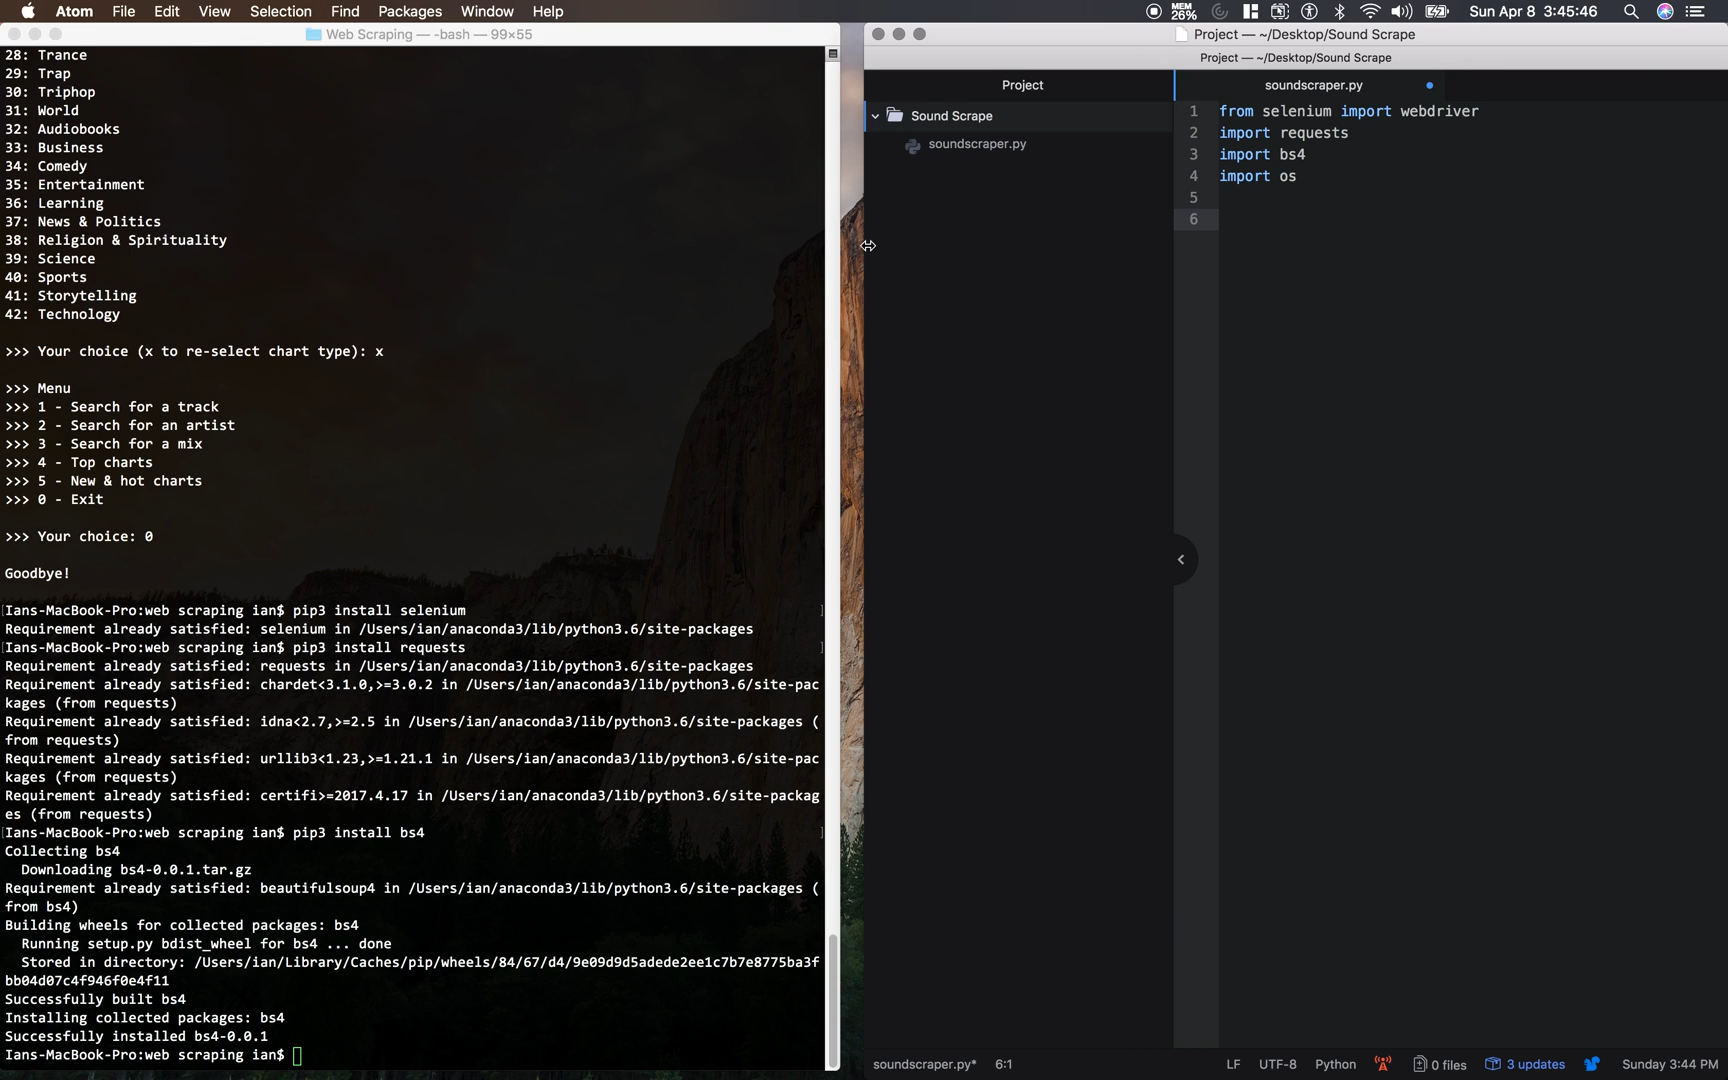 Atom File Edit View Selection Find Packages Window Help
MEM
26%
Sun Apr 8 3:45:46
Web Scraping — -bash — 99×55
28: Trance
29: Trap
30: Triphop
31: World
32: Audiobooks
33: Business
34: Comedy
35: Entertainment
36: Learning
37: News & Politics
38: Religion & Spirituality
39: Science
40: Sports
41: Storytelling
42: Technology
>>> Your choice (x to re-select chart type): x
>>> Menu
>>> 1 - Search for a track
>>> 2 - Search for an artist
>>> 3 - Search for a mix
>>> 4 - Top charts
>>> 5 - New & hot charts
>>> 0 - Exit
>>> Your choice: 0
Goodbye!
[Ians-MacBook-Pro:web scraping ian$ pip3 install selenium ]
Requirement already satisfied: selenium in /Users/ian/anaconda3/lib/python3.6/site-packages
[Ians-MacBook-Pro:web scraping ian$ pip3 install requests ]
Requirement already satisfied: requests in /Users/ian/anaconda3/lib/python3.6/site-packages
Requirement already satisfied: chardet<3.1.0,>=3.0.2 in /Users/ian/anaconda3/lib/python3.6/site-pac
kages (from requests)
Requirement already satisfied: idna<2.7,>=2.5 in /Users/ian/anaconda3/lib/python3.6/site-packages (
from requests)
Requirement already satisfied: urllib3<1.23,>=1.21.1 in /Users/ian/anaconda3/lib/python3.6/site-pac
kages (from requests)
Requirement already satisfied: certifi>=2017.4.17 in /Users/ian/anaconda3/lib/python3.6/site-packag
es (from requests)
[Ians-MacBook-Pro:web scraping ian$ pip3 install bs4 ]
Collecting bs4
Downloading bs4-0.0.1.tar.gz
Requirement already satisfied: beautifulsoup4 in /Users/ian/anaconda3/lib/python3.6/site-packages (
from bs4)
Building wheels for collected packages: bs4
Running setup.py bdist_wheel for bs4 ... done
Stored in directory: /Users/ian/Library/Caches/pip/wheels/84/67/d4/9e09d9d5adede2ee1c7b7e8775ba3f
bb04d07c4f946f0e4f11
Successfully built bs4
Installing collected packages: bs4
Successfully installed bs4-0.0.1
Ians-MacBook-Pro:web scraping ian$
Project — ~/Desktop/Sound Scrape
Project — ~/Desktop/Sound Scrape
Project
Sound Scrape
soundscraper.py
soundscraper.py
1 from selenium import webdriver
2 import requests
3 import bs4
4 import os
5
6
soundscraper.py* 6:1
LF UTF-8 Python 0 files 3 updates Sunday 3:44 PM